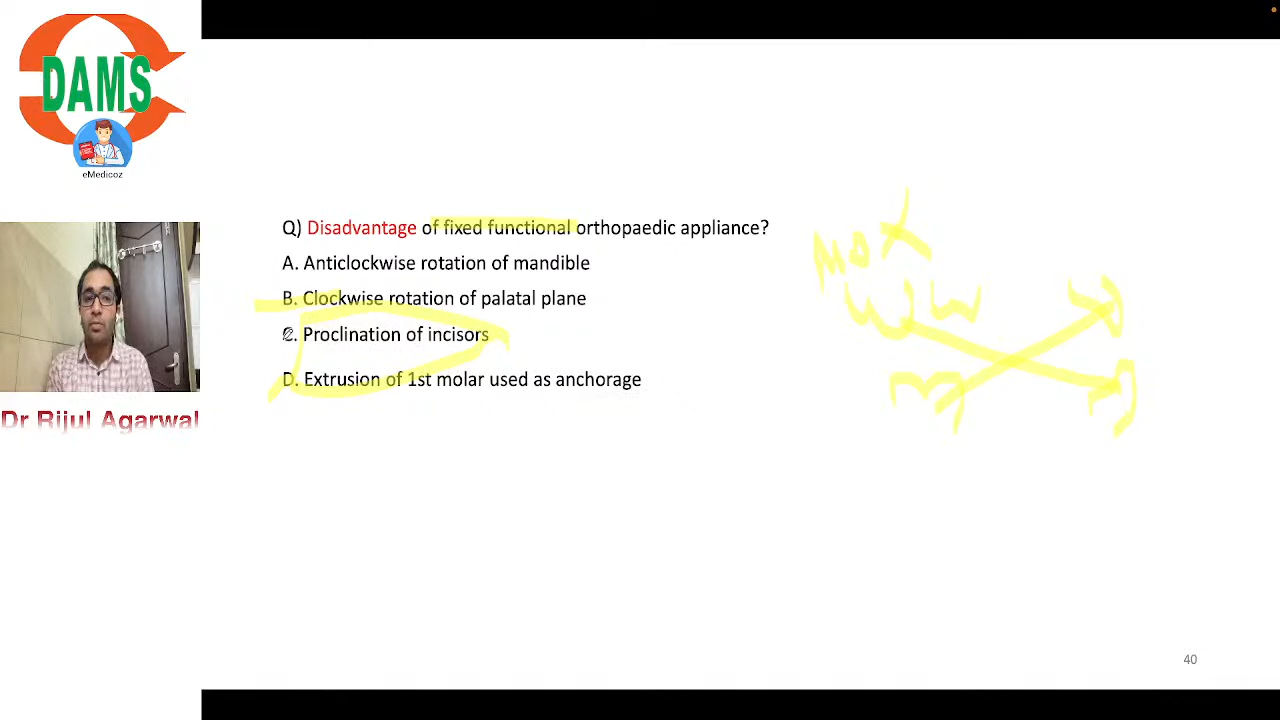 DAMS
eMedicoz
Q) Disadvantage of fixed functional orthopaedic appliance?
A. Anticlockwise rotation of mandible
B. Clockwise rotation of palatal plane
C. Proclination of incisors
D. Extrusion of 1st molar used as anchorage
Dr Rijul Agarwal
40